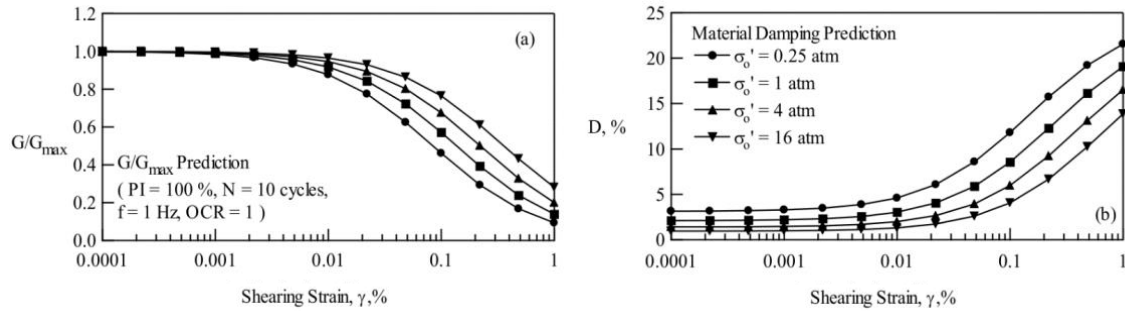 1.2
1.0
0.8
0.6
0.4
0.2
0.0
G/Gmax
(a)
G/Gmax Prediction
( PI = 100 %, N = 10 cycles,
f = 1 Hz, OCR = 1 )
0.0001 0.001 0.01 0.1 1
Shearing Strain, γ ,%
25
20
15
10
5
0
D, %
Material Damping Prediction
σo' = 0.25 atm
σo' = 1 atm
σo' = 4 atm
σo' = 16 atm
(b)
0.0001 0.001 0.01 0.1 1
Shearing Strain, γ ,%